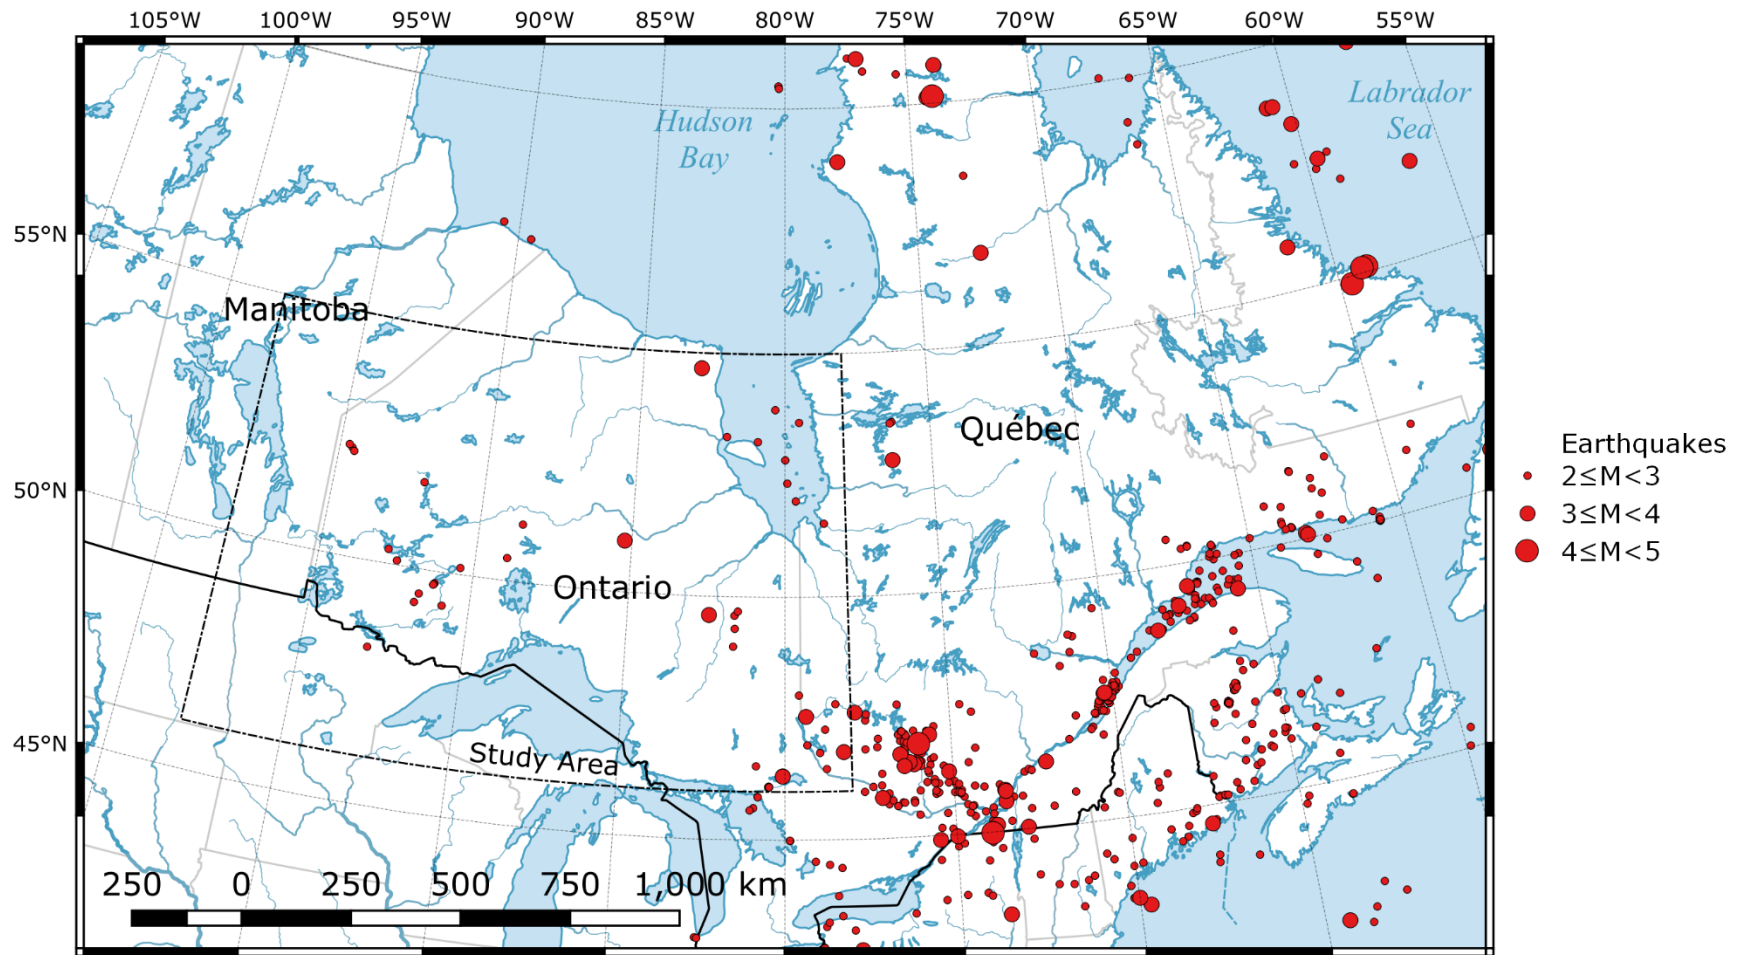 105°W 100°W 95°W 90°W 85°W 80°W 75°W 70°W 65°W 60°W 55°W
Labrador
Sea
Hudson
Bay
55°N
Manitoba
Québec
Earthquakes
2≤M<3
50°N
3≤M<4
4≤M<5
Ontario
45°N
Study Area
250 0 250 500 750 1,000 km